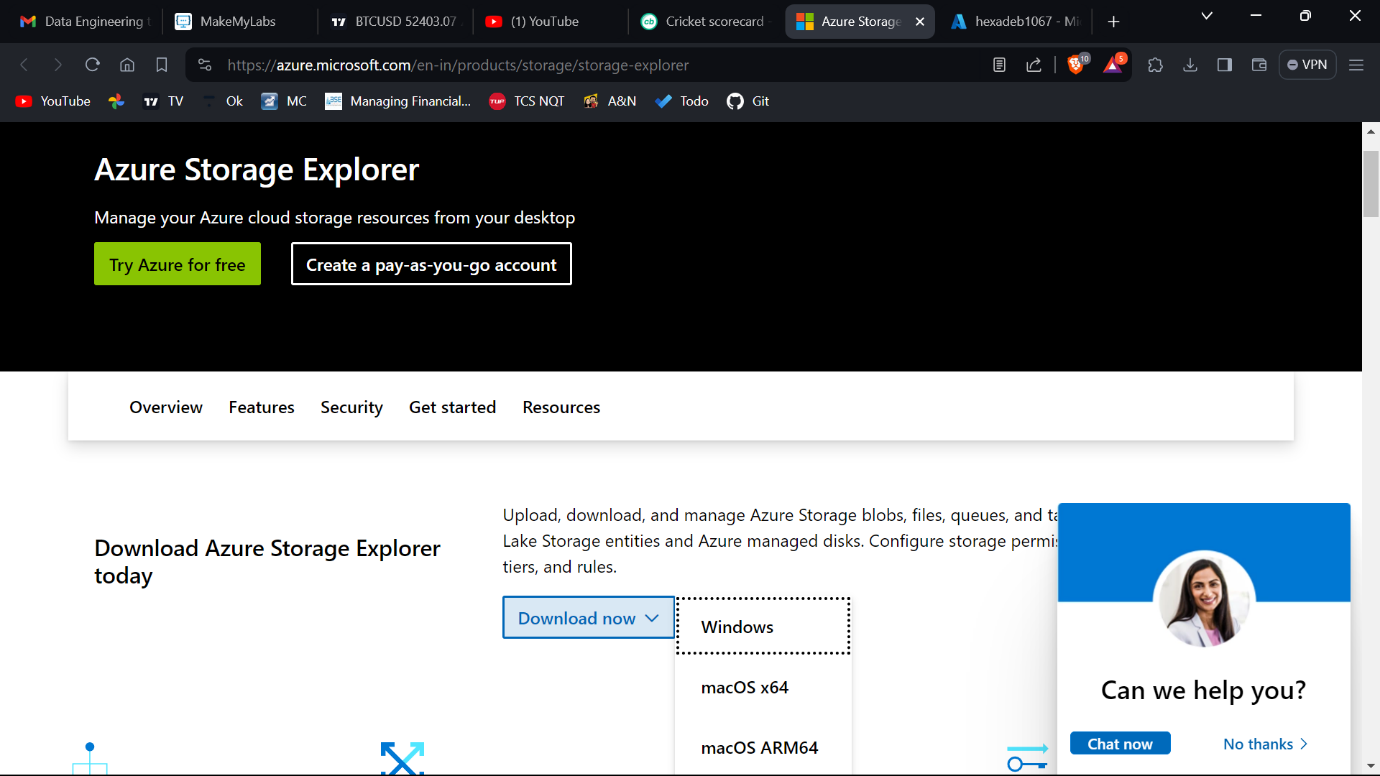 Data Engineering
MakeMyLabs
BTCUSD 52403.07
(1) YouTube
Cricket scorecard
Azure Storage
hexadeb1067 - Mi
https://azure.microsoft.com/en-in/products/storage/storage-explorer
10
5
VPN
YouTube
TV
Ok
MC
Managing Financial...
TCS NQT
A&N
Todo
Git
Azure Storage Explorer
Manage your Azure cloud storage resources from your desktop
Try Azure for free
Create a pay-as-you-go account
Overview
Features
Security
Get started
Resources
Download Azure Storage Explorer
today
Upload, download, and manage Azure Storage blobs, files, queues, and ta
Lake Storage entities and Azure managed disks. Configure storage permis
tiers, and rules.
Download now
Windows
macOS x64
macOS ARM64
Can we help you?
Chat now
No thanks